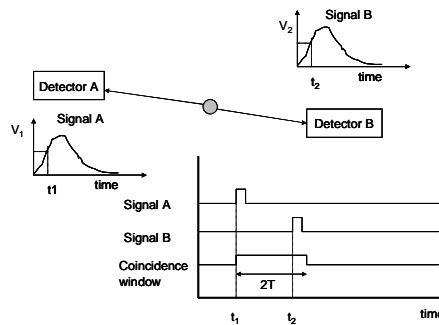 V2
Signal B
t2
time
Detector A
Detector B
Signal A
V1
t1
time
Signal A
Signal B
Coincidence
window
2T
t1
t2
time